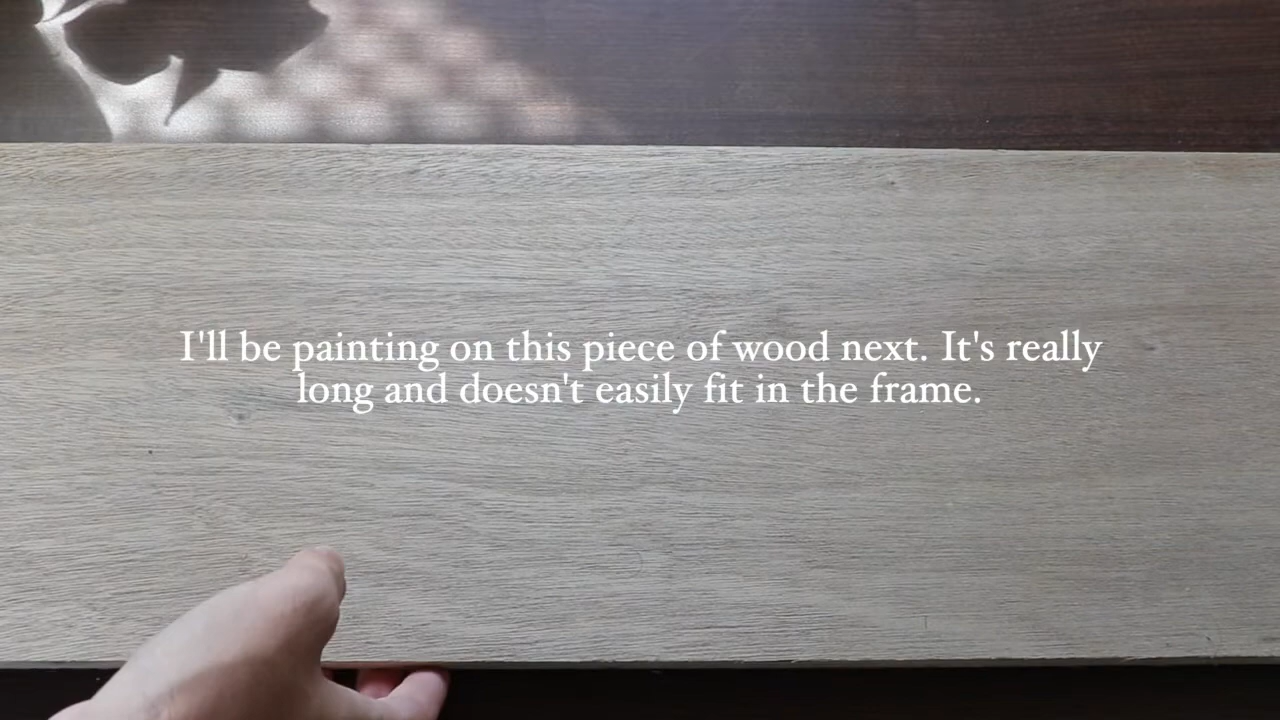 I'll be painting on this piece of wood next. It's really
long and doesn't easily fit in the frame.